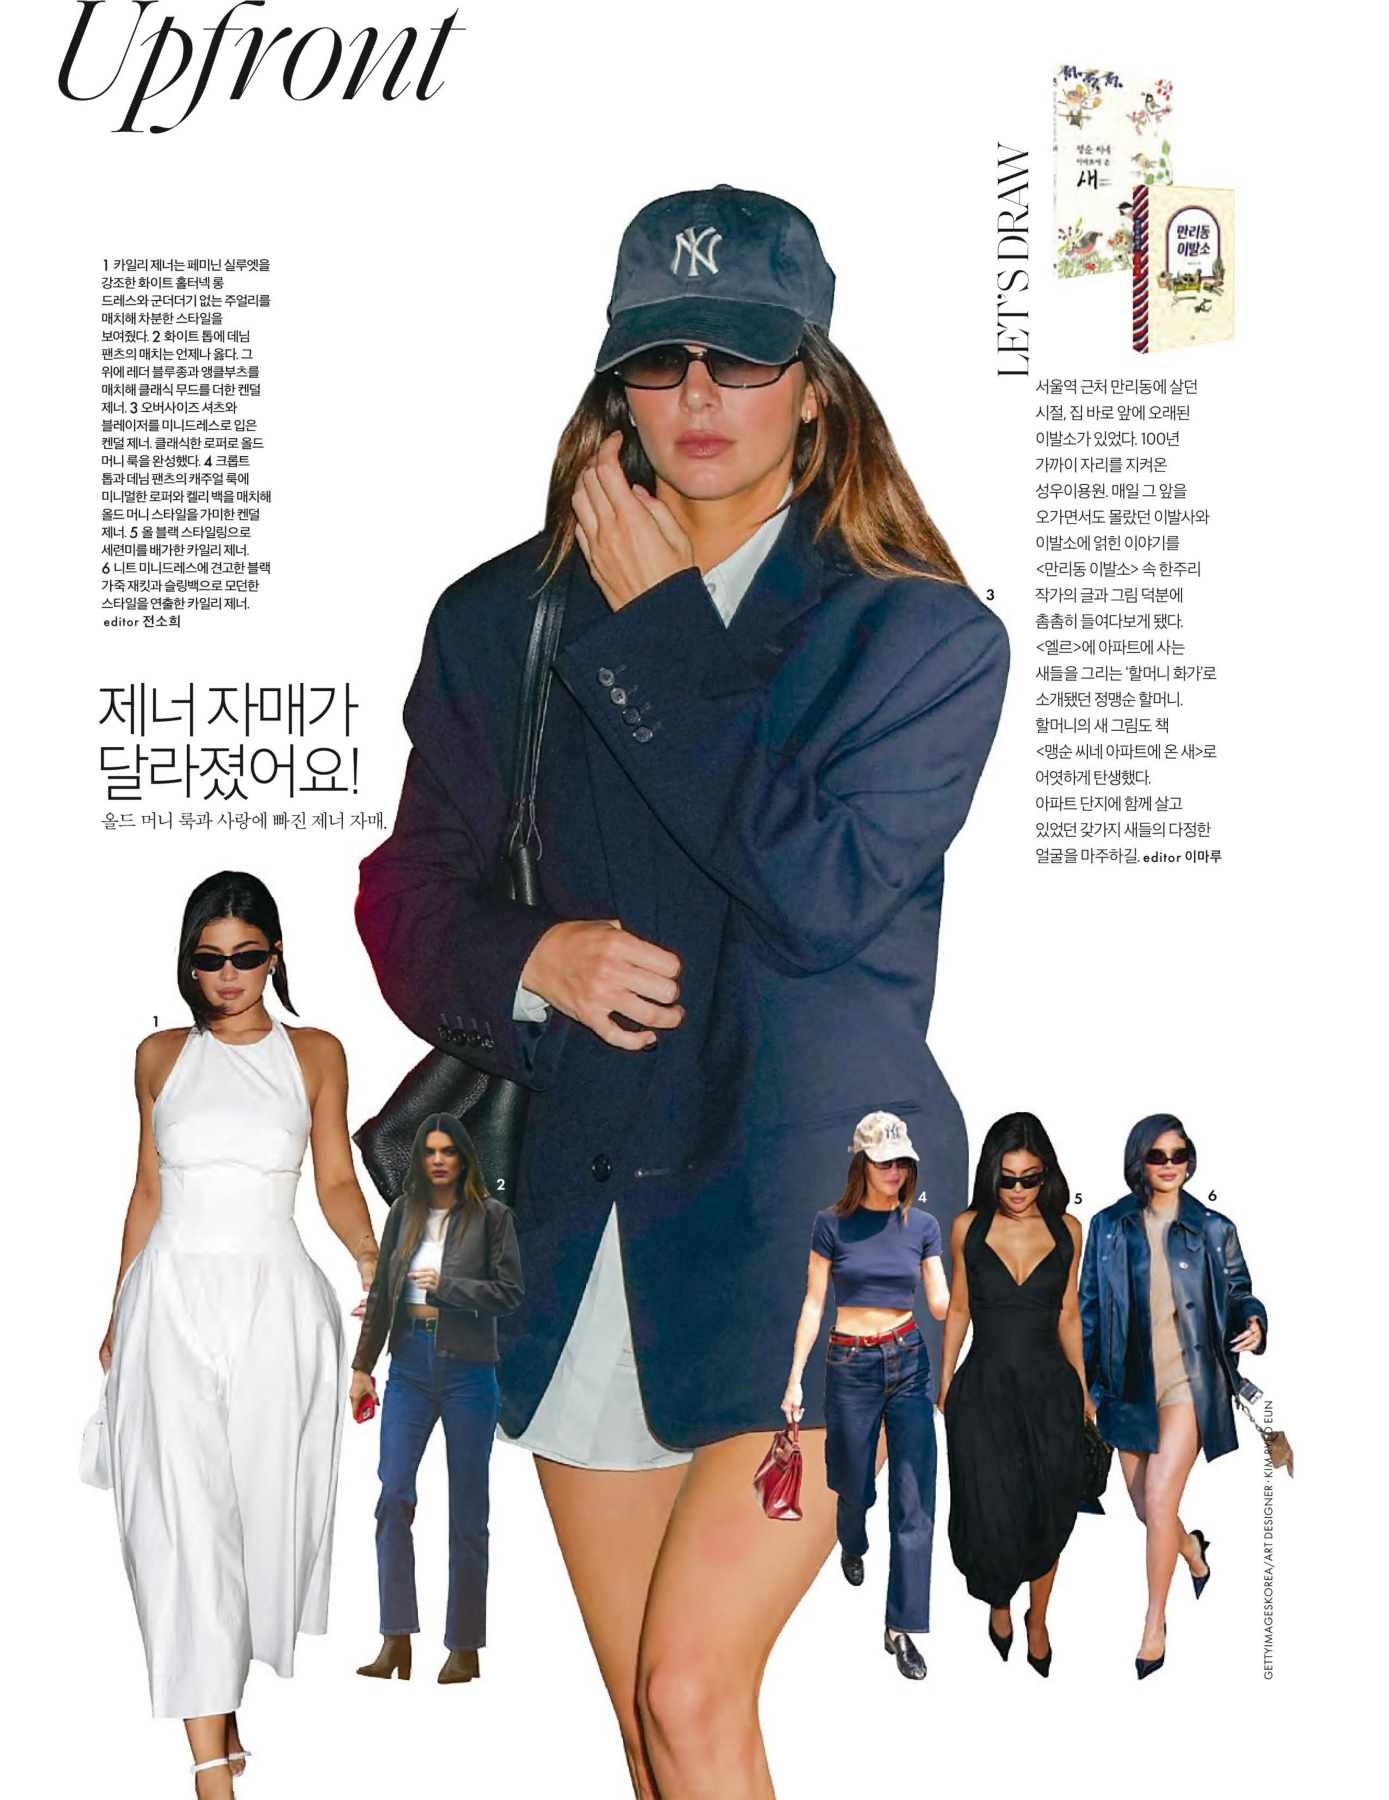 Upfront
1 카일리 제너는 페미닌 실루엣을
강조한 화이트 홀터넥 롱
드레스와 군더더기 없는 주얼리를
매치해 차분한 스타일을
보여줬다. 2 화이트 톱에 데님
팬츠의 매치는 언제나 옳다. 그
위에 레더 블루종과 앵클부츠를
매치해 클래식 무드를 더한 켄덜
제너. 3 오버사이즈 셔츠와
블레이저를 미니드레스로 입은
켄덜 제너. 클래식한 로퍼로 올드
머니 룩을 완성했다. 4 크롭트
톱과 데님 팬츠의 캐주얼 룩에
미니멀한 로퍼와 켈리 백을 매치해
올드 머니 스타일을 가미한 켄덜
제너. 5 올 블랙 스타일링으로
세련미를 배가한 카일리 제너.
6 니트 미니드레스에 견고한 블랙
가죽 재킷과 슬링백으로 모던한
스타일을 연출한 카일리 제너.
editor 전소희
제너 자매가
달라졌어요!
올드 머니 룩과 사랑에 빠진 제너 자매.
LET'S DRAW
맹순 씨네
아파트에 온
새
만리동
이발소
서울역 근처 만리동에 살던
시절, 집 바로 앞에 오래된
이발소가 있었다. 100년
가까이 자리를 지켜온
성우이용원. 매일 그 앞을
오가면서도 몰랐던 이발사와
이발소에 얽힌 이야기를
<만리동 이발소> 속 한주리
작가의 글과 그림 덕분에
촘촘히 들여다보게 됐다.
<엘르>에 아파트에 사는
새들을 그리는 ‘할머니 화가’로
소개됐던 정맹순 할머니.
할머니의 새 그림도 책
<맹순 씨네 아파트에 온 새>로
어엿하게 탄생했다.
아파트 단지에 함께 살고
있었던 갖가지 새들의 다정한
얼굴을 마주하길. editor 이마루
NY
3
1
2
NY
4
5
6
GETTYIMAGESKOREA/ART DESIGNER · KIM RYEO EUN